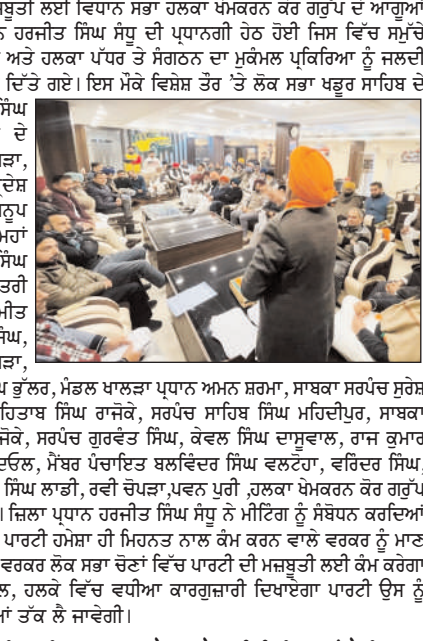 ਜ਼ਬੂਤੀ ਲਈ ਵਿਧਾਨ ਸਭਾ ਹਲਕਾ ਖੇਮਕਰਨ ਕੋਰ ਗਰੁੱਪ ਦੇ ਆਗੂਆਂ
ਨ ਹਰਜੀਤ ਸਿੰਘ ਸੰਧੂ ਦੀ ਪ੍ਰਧਾਨਗੀ ਹੇਠ ਹੋਈ ਜਿਸ ਵਿੱਚ ਸਮੁੱਚੇ
ਅਤੇ ਹਲਕਾ ਪੱਧਰ ਤੇ ਸੰਗਠਨ ਦਾ ਮੁਕੰਮਲ ਪ੍ਰਕਿਰਿਆ ਨੂੰ ਜਲਦੀ
ਦਿੱਤੇ ਗਏ। ਇਸ ਮੌਕੇ ਵਿਸ਼ੇਸ਼ ਤੌਰ 'ਤੇ ਲੋਕ ਸਭਾ ਖਡੂਰ ਸਾਹਿਬ ਦੇ
ਸਿੰਘ
ਦੇ
ਪੜਾ,
ਦੇਸ਼
ਨੂਪ
ਮਹਾਂ
ਸਿੰਘ
ਤਰੀ
ਮੀਤ
ਸੰਘ,
ੜਾ,
ਘ ਭੁੱਲਰ, ਮੰਡਲ ਖਾਲੜਾ ਪ੍ਰਧਾਨ ਅਮਨ ਸ਼ਰਮਾ, ਸਾਬਕਾ ਸਰਪੰਚ ਸੁਰੇਸ਼
ਹਿਤਾਬ ਸਿੰਘ ਰਾਜੋਕੇ, ਸਰਪੰਚ ਸਾਹਿਬ ਸਿੰਘ ਮਹਿਦੀਪੁਰ, ਸਾਬਕਾ
ਜੋਕੇ, ਸਰਪੰਚ ਗੁਰਵੰਤ ਸਿੰਘ, ਕੇਵਲ ਸਿੰਘ ਦਾਸੂਵਾਲ, ਰਾਜ ਕੁਮਾਰ
ਦਓਲ, ਮੈਂਬਰ ਪੰਚਾਇਤ ਬਲਵਿੰਦਰ ਸਿੰਘ ਵਲਟੋਹਾ, ਵਰਿੰਦਰ ਸਿੰਘ,
ਸਿੰਘ ਲਾਡੀ, ਰਵੀ ਚੋਪੜਾ,ਪਵਨ ਪੁਰੀ ,ਹਲਕਾ ਖੇਮਕਰਨ ਕੋਰ ਗਰੁੱਪ
। ਜ਼ਿਲਾ ਪ੍ਰਧਾਨ ਹਰਜੀਤ ਸਿੰਘ ਸੰਧੂ ਨੇ ਮੀਟਿੰਗ ਨੂੰ ਸੰਬੋਧਨ ਕਰਦਿਆਂ
ਪਾਰਟੀ ਹਮੇਸ਼ਾ ਹੀ ਮਿਹਨਤ ਨਾਲ ਕੰਮ ਕਰਨ ਵਾਲੇ ਵਰਕਰ ਨੂੰ ਮਾਣ
ਵਰਕਰ ਲੋਕ ਸਭਾ ਚੋਣਾਂ ਵਿੱਚ ਪਾਰਟੀ ਦੀ ਮਜ਼ਬੂਤੀ ਲਈ ਕੰਮ ਕਰੇਗਾ
ਲ, ਹਲਕੇ ਵਿੱਚ ਵਧੀਆ ਕਾਰਗੁਜ਼ਾਰੀ ਦਿਖਾਏਗਾ ਪਾਰਟੀ ਉਸ ਨੂੰ
ਆਂ ਤੱਕ ਲੈ ਜਾਵੇਗੀ।